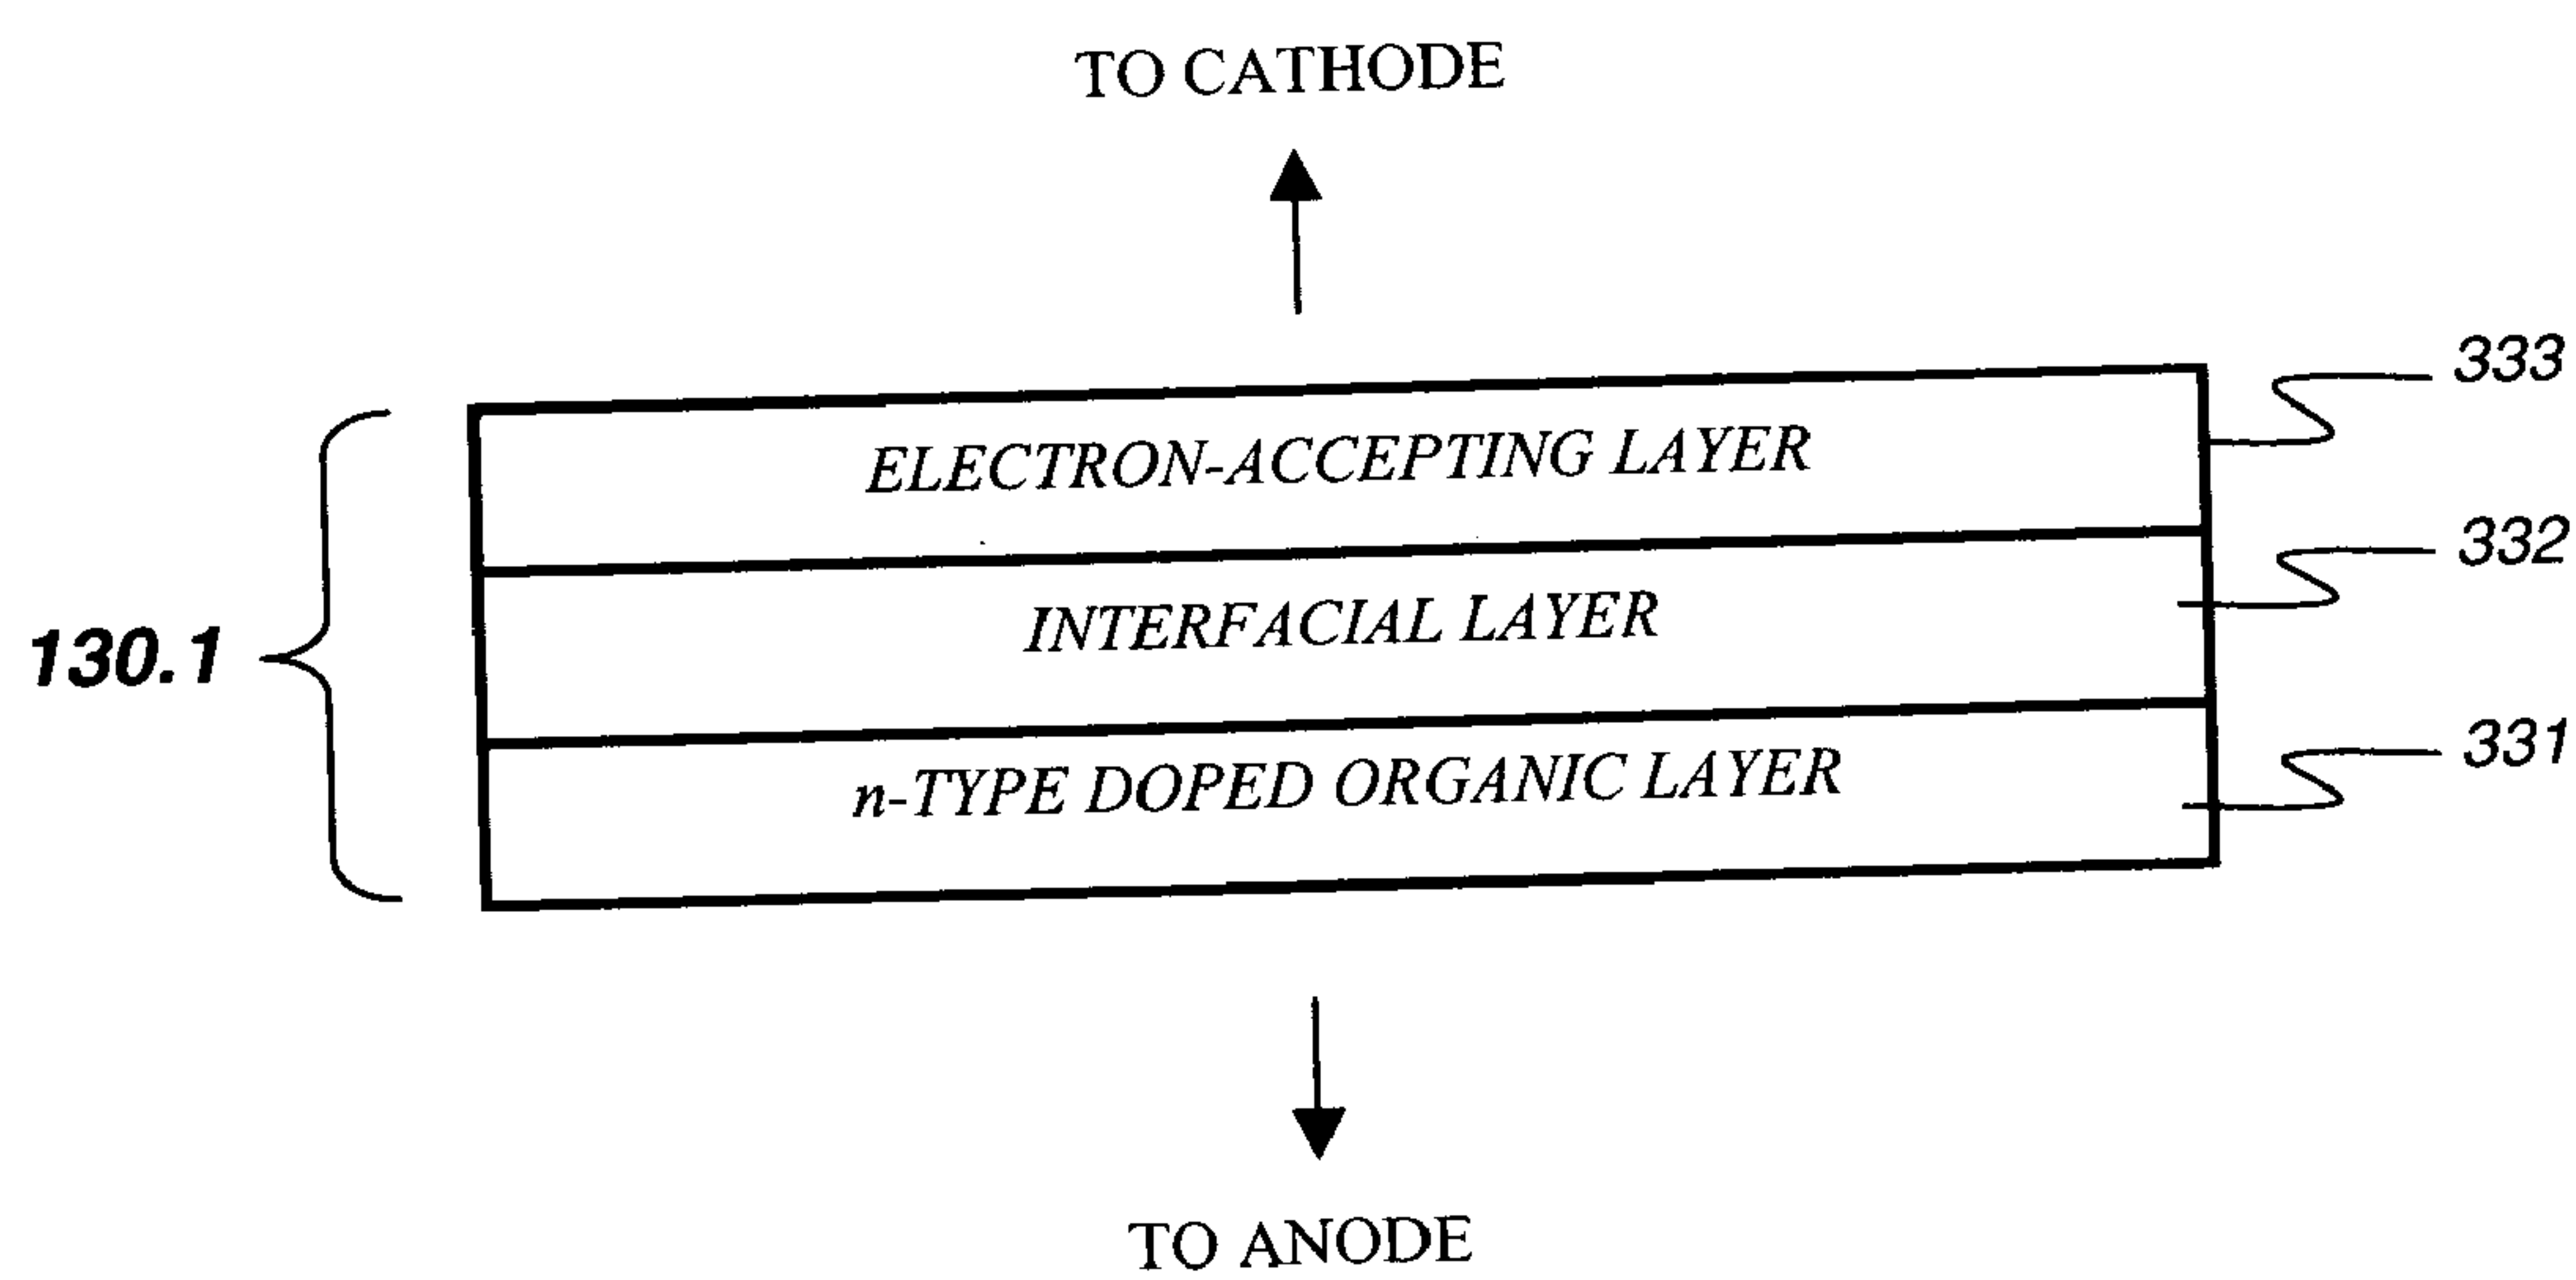 TO CATHODE
333
ELECTRON-ACCEPTING LAYER
332
INTERFACIAL LAYER
130.1
331
n-TYPE DOPED ORGANIC LAYER
TO ANODE